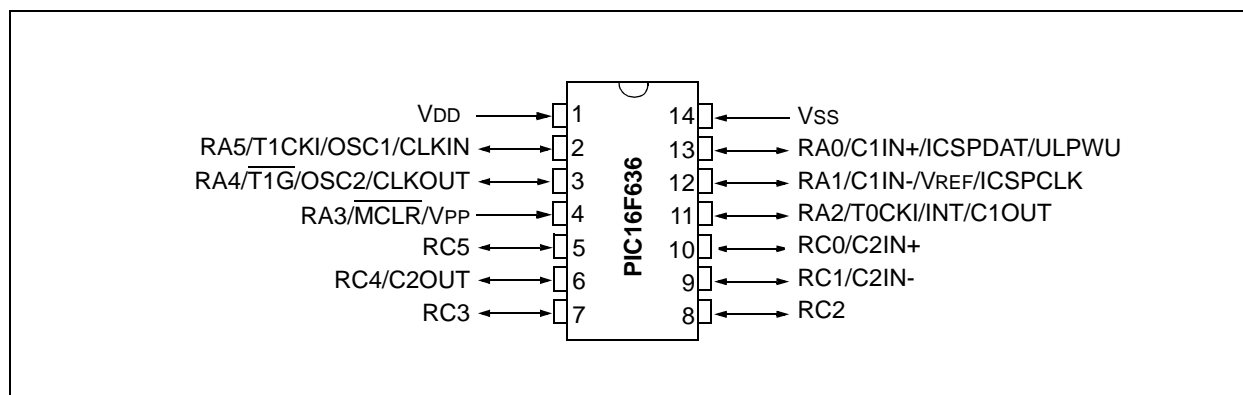 VDD
1
14
VSS
RA5/T1CKI/OSC1/CLKIN
2
13
RA0/C1IN+/ICSPDAT/ULPWU
RA4/T1G/OSC2/CLKOUT
3
12
RA1/C1IN-/VREF/ICSPCLK
RA3/MCLR/VPP
4
11
RA2/T0CKI/INT/C1OUT
RC5
5
10
RC0/C2IN+
RC4/C2OUT
6
9
RC1/C2IN-
RC3
7
8
RC2
PIC16F636